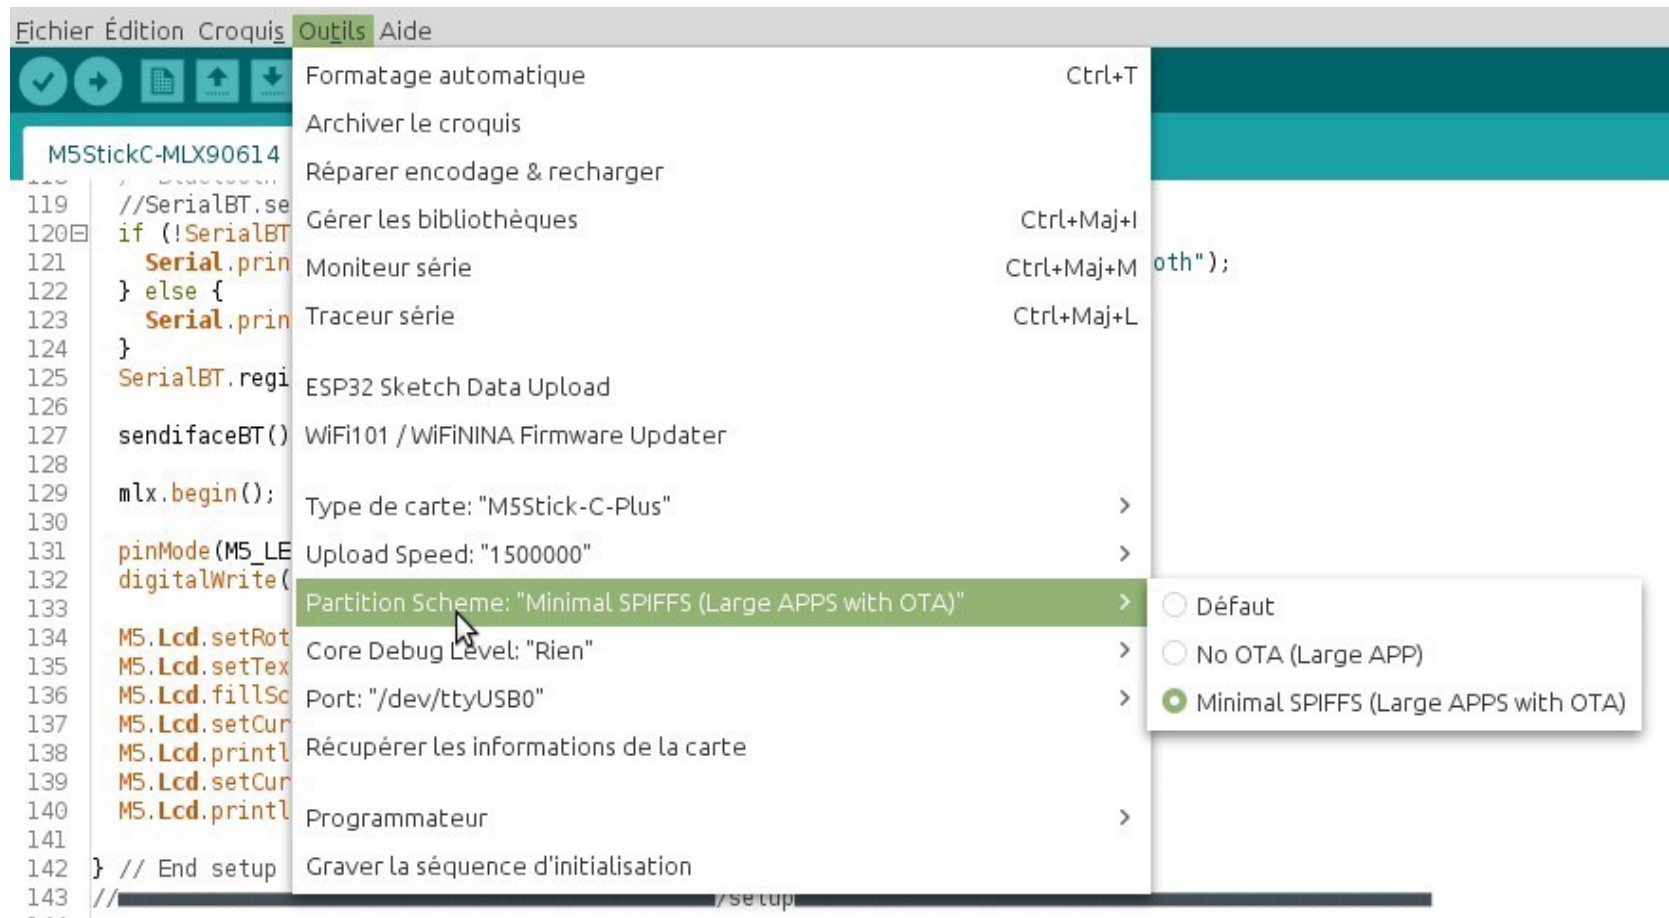 Fichier Édition Croquis Outils Aide
Formatage automatique Ctrl+T
Archiver le croquis
M5StickC-MLX90614
Réparer encodage & recharger
119 //SerialBT.se
Gérer les bibliothèques Ctrl+Maj+I
120 if (!SerialBT
121 Serial.prin
Moniteur série Ctrl+Maj+M
oth");
122 } else {
123 Serial.prin
Traceur série Ctrl+Maj+L
124 }
125 SerialBT.regi
ESP32 Sketch Data Upload
126
127 sendifaceBT()
WiFi101 / WiFiNINA Firmware Updater
128
129 mlx.begin();
Type de carte: "M5Stick-C-Plus"
130
131 pinMode(M5_LE
Upload Speed: "1500000"
132 digitalWrite(
Partition Scheme: "Minimal SPIFFS (Large APPS with OTA)"
Défaut
133
134 M5.Lcd.setRot
Core Debug Level: "Rien"
No OTA (Large APP)
135 M5.Lcd.setTex
136 M5.Lcd.fillSc
Port: "/dev/ttyUSB0"
Minimal SPIFFS (Large APPS with OTA)
137 M5.Lcd.setCur
138 M5.Lcd.printl
Récupérer les informations de la carte
139 M5.Lcd.setCur
140 M5.Lcd.printl
Programmateur
141
142 } // End setup
Graver la séquence d'initialisation
143 // /setup